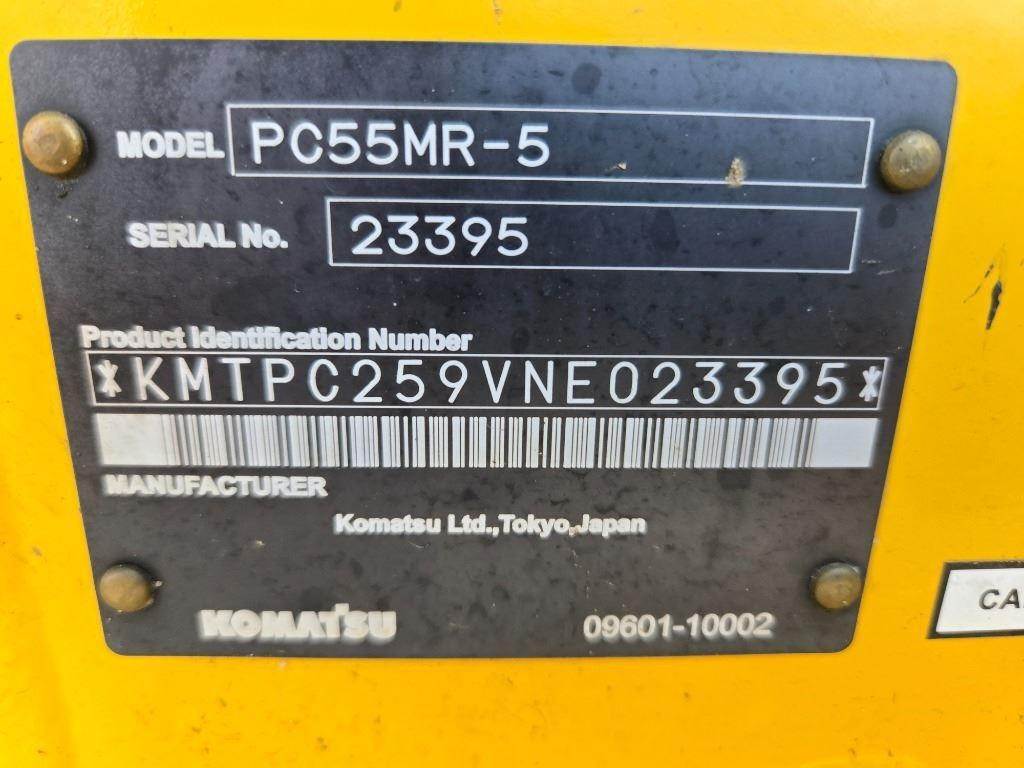 MODEL PC55MR-5
SERIAL No. 23395
Product Identification Number
*KMTPC259VNE023395*
MANUFACTURER
Komatsu Ltd.,Tokyo,Japan
KOMATSU 09601-10002
CA